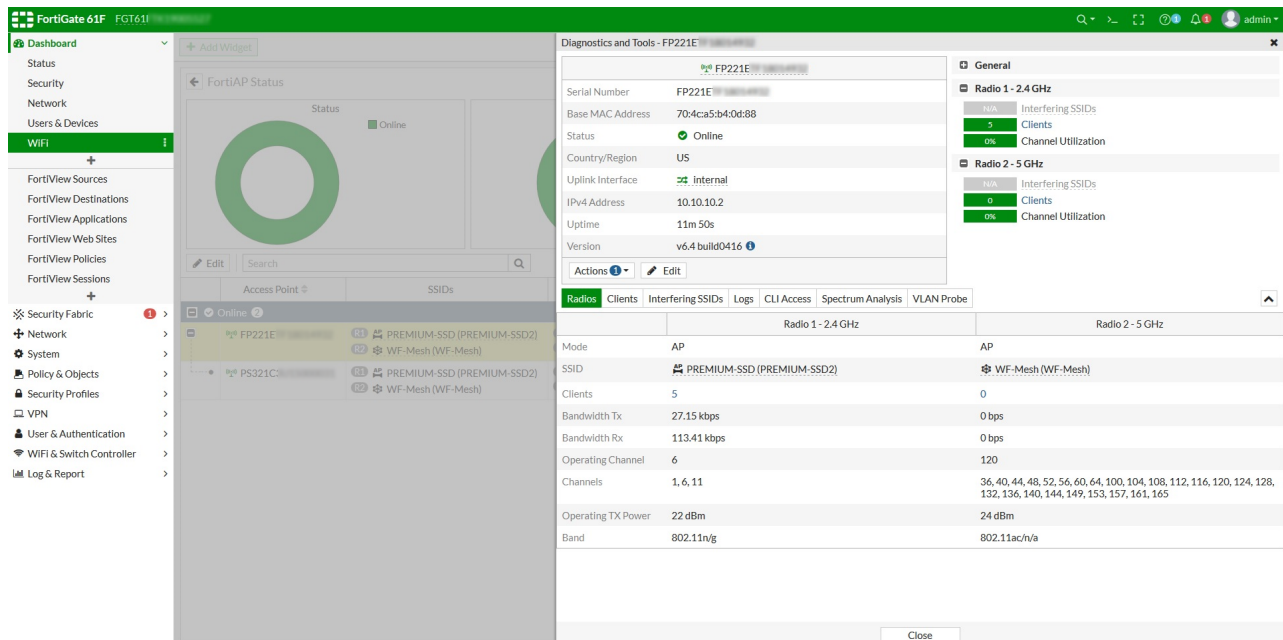 FortiGate 61F FGT61F
admin
Dashboard
Status
Security
Network
Users & Devices
WiFi
FortiView Sources
FortiView Destinations
FortiView Applications
FortiView Web Sites
FortiView Policies
FortiView Sessions
Security Fabric 1
Network
System
Policy & Objects
Security Profiles
VPN
User & Authentication
WiFi & Switch Controller
Log & Report
+ Add Widget
FortiAP Status
Status
Online
Edit Search
Access Point SSIDs
Online 2
FP221E R1 PREMIUM-SSD (PREMIUM-SSD2)
R2 WF-Mesh (WF-Mesh)
PS321C R1 PREMIUM-SSD (PREMIUM-SSD2)
R2 WF-Mesh (WF-Mesh)
Diagnostics and Tools - FP221E
FP221E
Serial Number FP221E
Base MAC Address 70:4c:a5:b4:0d:88
Status Online
Country/Region US
Uplink Interface internal
IPv4 Address 10.10.10.2
Uptime 11m 50s
Version v6.4 build0416
Actions 1 Edit
General
Radio 1 - 2.4 GHz
N/A Interfering SSIDs
5 Clients
0% Channel Utilization
Radio 2 - 5 GHz
N/A Interfering SSIDs
0 Clients
0% Channel Utilization
Radios Clients Interfering SSIDs Logs CLI Access Spectrum Analysis VLAN Probe
Radio 1 - 2.4 GHz Radio 2 - 5 GHz
Mode AP AP
SSID PREMIUM-SSD (PREMIUM-SSD2) WF-Mesh (WF-Mesh)
Clients 5 0
Bandwidth Tx 27.15 kbps 0 bps
Bandwidth Rx 113.41 kbps 0 bps
Operating Channel 6 120
Channels 1, 6, 11 36, 40, 44, 48, 52, 56, 60, 64, 100, 104, 108, 112, 116, 120, 124, 128,
132, 136, 140, 144, 149, 153, 157, 161, 165
Operating TX Power 22 dBm 24 dBm
Band 802.11n/g 802.11ac/n/a
Close